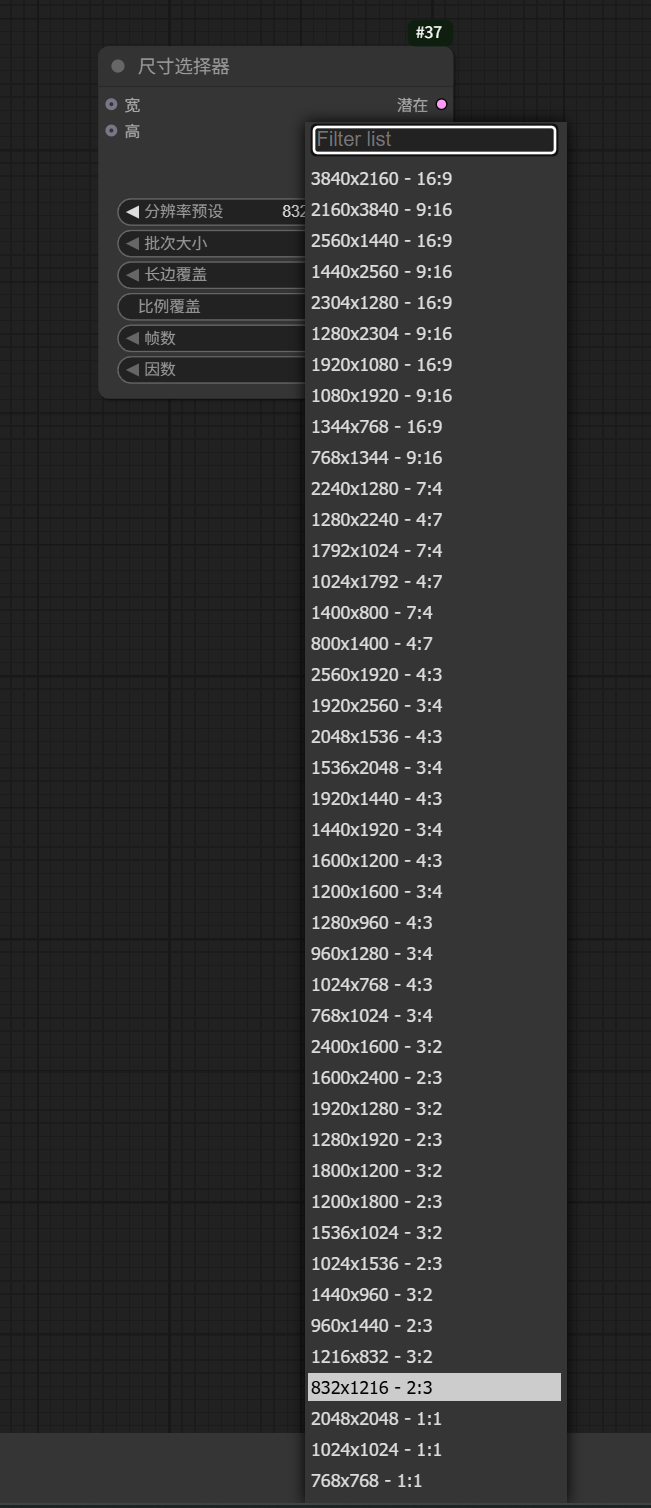 #37
尺寸选择器
宽
潜在
高
Filter list
分辨率预设 832
批次大小
长边覆盖
比例覆盖
帧数
因数
3840x2160 - 16:9
2160x3840 - 9:16
2560x1440 - 16:9
1440x2560 - 9:16
2304x1280 - 16:9
1280x2304 - 9:16
1920x1080 - 16:9
1080x1920 - 9:16
1344x768 - 16:9
768x1344 - 9:16
2240x1280 - 7:4
1280x2240 - 4:7
1792x1024 - 7:4
1024x1792 - 4:7
1400x800 - 7:4
800x1400 - 4:7
2560x1920 - 4:3
1920x2560 - 3:4
2048x1536 - 4:3
1536x2048 - 3:4
1920x1440 - 4:3
1440x1920 - 3:4
1600x1200 - 4:3
1200x1600 - 3:4
1280x960 - 4:3
960x1280 - 3:4
1024x768 - 4:3
768x1024 - 3:4
2400x1600 - 3:2
1600x2400 - 2:3
1920x1280 - 3:2
1280x1920 - 2:3
1800x1200 - 3:2
1200x1800 - 2:3
1536x1024 - 3:2
1024x1536 - 2:3
1440x960 - 3:2
960x1440 - 2:3
1216x832 - 3:2
832x1216 - 2:3
2048x2048 - 1:1
1024x1024 - 1:1
768x768 - 1:1